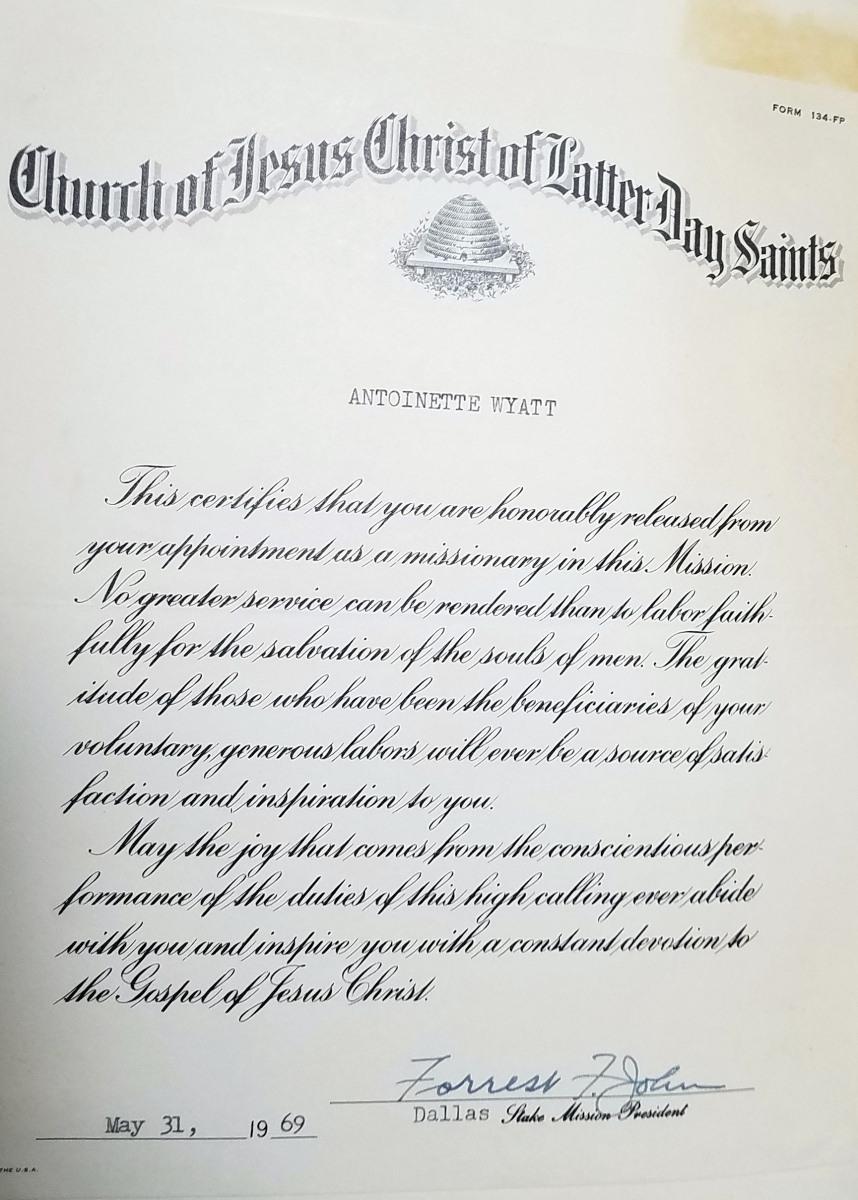 FORM 134-FP
Church of Jesus Christ of Latter Day Saints
ANTOINETTE WYATT
This certifies that you are honorably released from
your appointment as a missionary in this Mission.
No greater service can be rendered than to labor faith-
fully for the salvation of the souls of men. The grat-
itude of those who have been the beneficiaries of your
voluntary, generous labors will ever be a source of satis-
faction and inspiration to you.
May the joy that comes from the conscientious per-
formance of the duties of this high calling ever abide
with you and inspire you with a constant devotion to
the Gospel of Jesus Christ.
Forrest F. John
Dallas Stake Mission President
May 31, 1969
THE U.S.A.